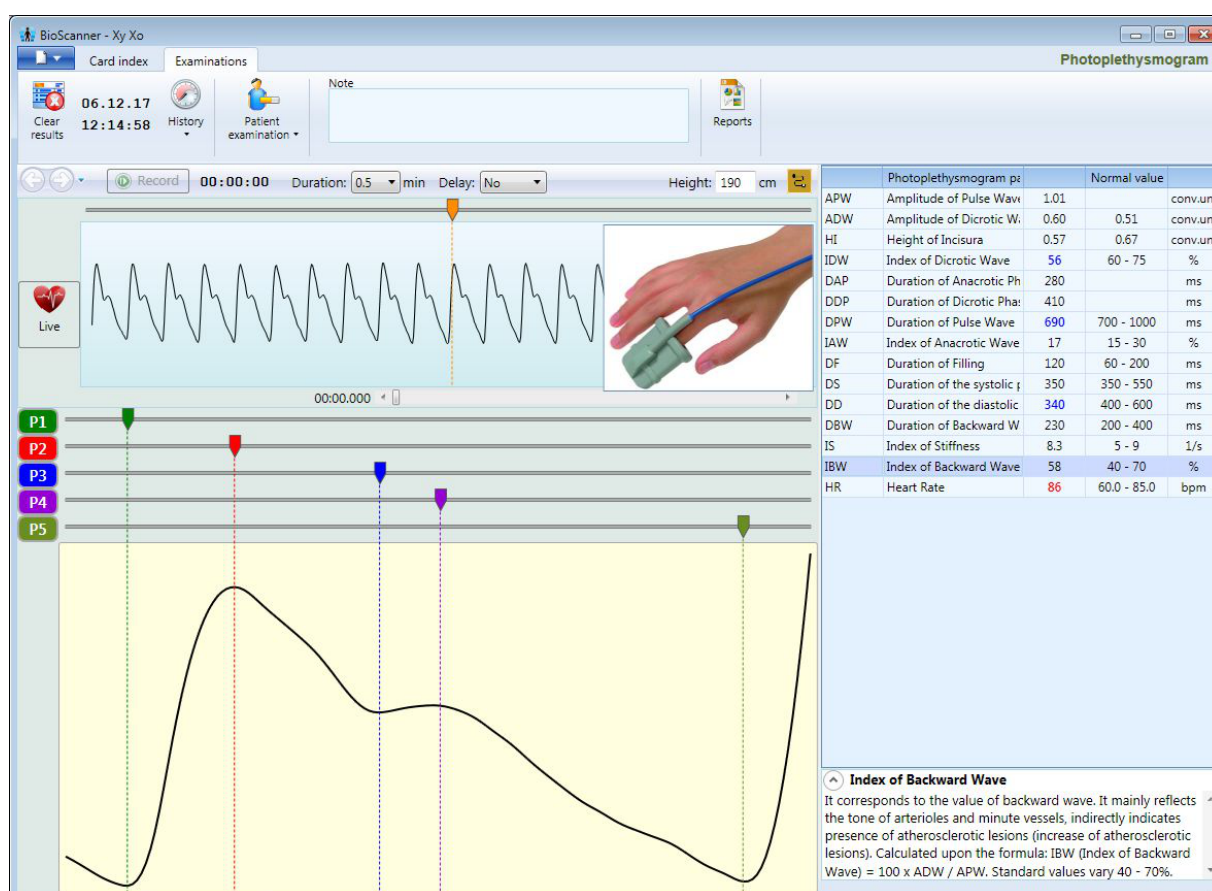 BioScanner - Xy Xo
Card index Examinations Photoplethysmogram
Clear results
06.12.17
12:14:58
History
Patient examination
Note
Reports
Record 00:00:00 Duration: 0.5 min Delay: No Height: 190 cm
Live
00:00.000
P1
P2
P3
P4
P5
Photoplethysmogram pa Normal value
APW Amplitude of Pulse Wave 1.01 conv.un
ADW Amplitude of Dicrotic Wa 0.60 0.51 conv.un
HI Height of Incisura 0.57 0.67 conv.un
IDW Index of Dicrotic Wave 56 60 - 75 %
DAP Duration of Anacrotic Ph 280 ms
DDP Duration of Dicrotic Phas 410 ms
DPW Duration of Pulse Wave 690 700 - 1000 ms
IAW Index of Anacrotic Wave 17 15 - 30 %
DF Duration of Filling 120 60 - 200 ms
DS Duration of the systolic p 350 350 - 550 ms
DD Duration of the diastolic 340 400 - 600 ms
DBW Duration of Backward W 230 200 - 400 ms
IS Index of Stiffness 8.3 5 - 9 1/s
IBW Index of Backward Wave 58 40 - 70 %
HR Heart Rate 86 60.0 - 85.0 bpm
Index of Backward Wave
It corresponds to the value of backward wave. It mainly reflects
the tone of arterioles and minute vessels, indirectly indicates
presence of atherosclerotic lesions (increase of atherosclerotic
lesions). Calculated upon the formula: IBW (Index of Backward
Wave) = 100 x ADW / APW. Standard values vary 40 - 70%.